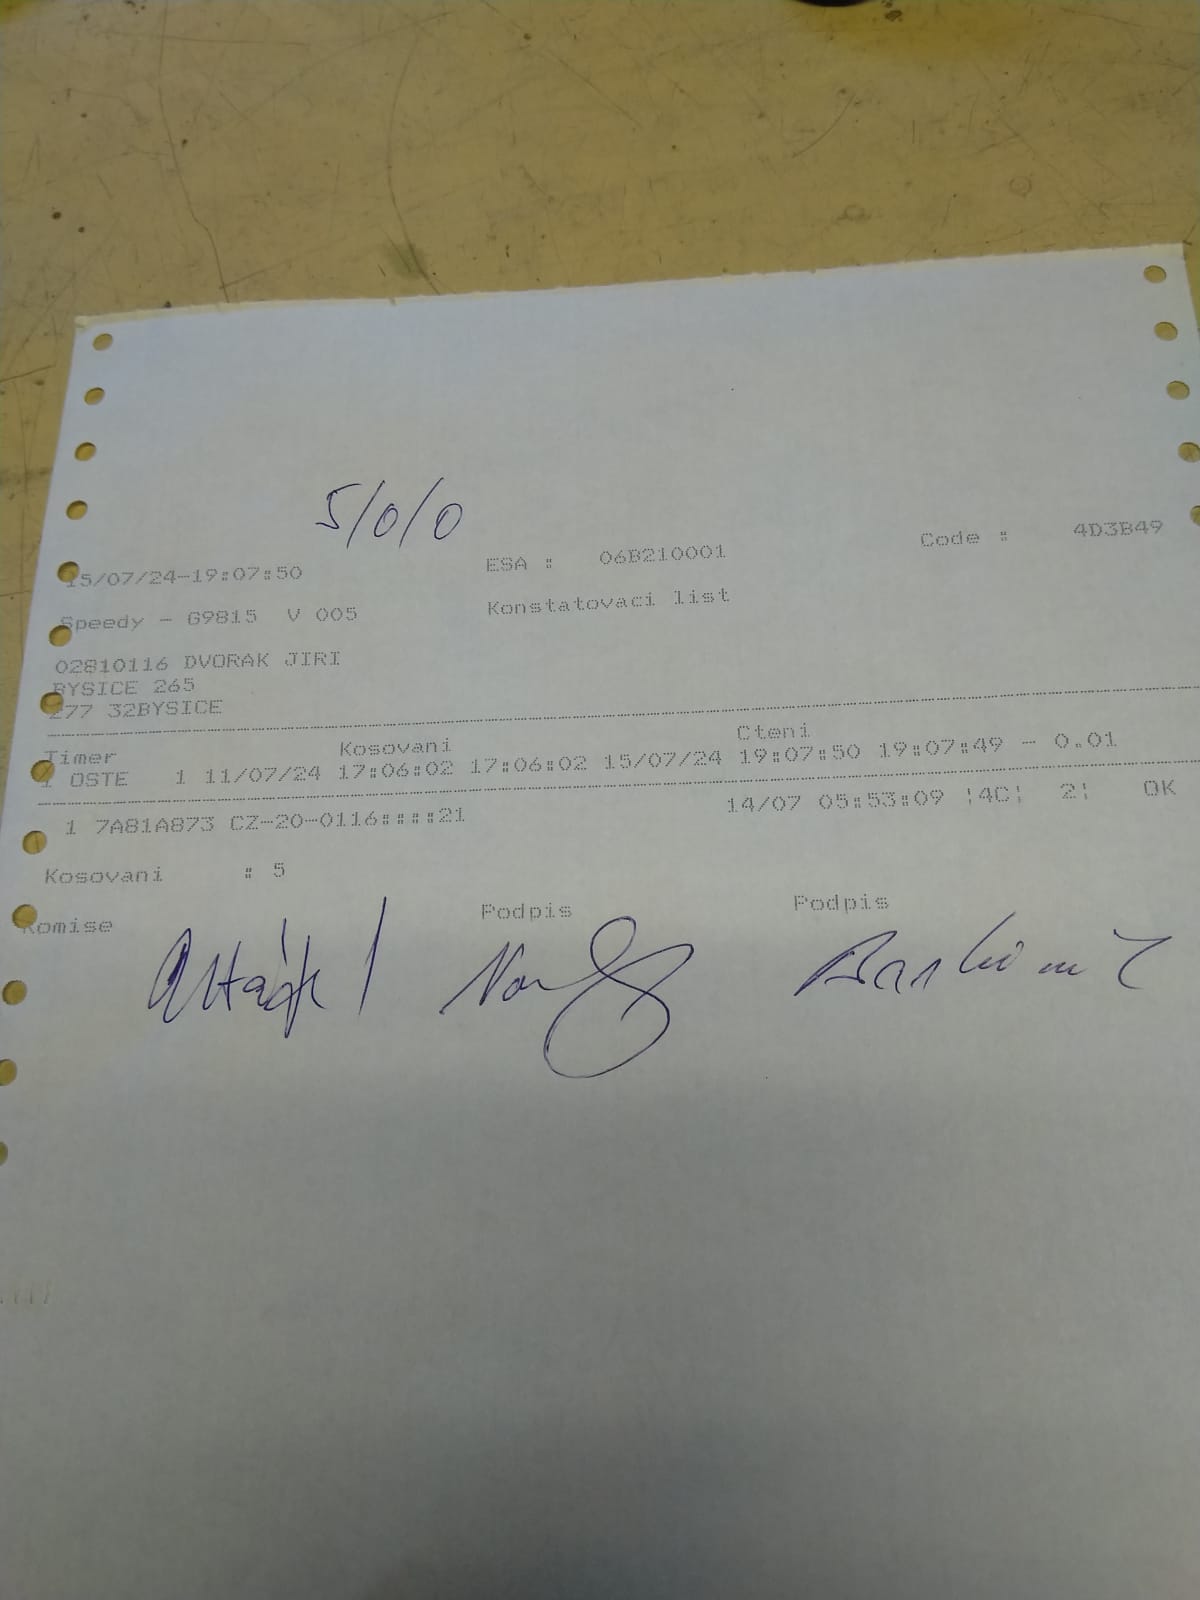 5/0/0
15/07/24-19:07:50 ESA : 06B210001 Code : 4D3B49
Speedy - G9815 V 005 Konstatovaci list
02810116 DVORAK JIRI
BYSICE 265
277 32BYSICE
Timer Kosovani Cteni
1 OSTE 1 11/07/24 17:06:02 17:06:02 15/07/24 19:07:50 19:07:49 - 0.01
1 7A81A873 CZ-20-0116::::21 14/07 05:53:09 ¦4C¦ 2¦ OK
Kosovani : 5
Komise Podpis Podpis